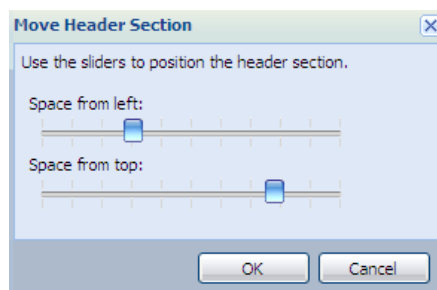 Move Header Section
Use the sliders to position the header section.
Space from left:
Space from top:
OK Cancel